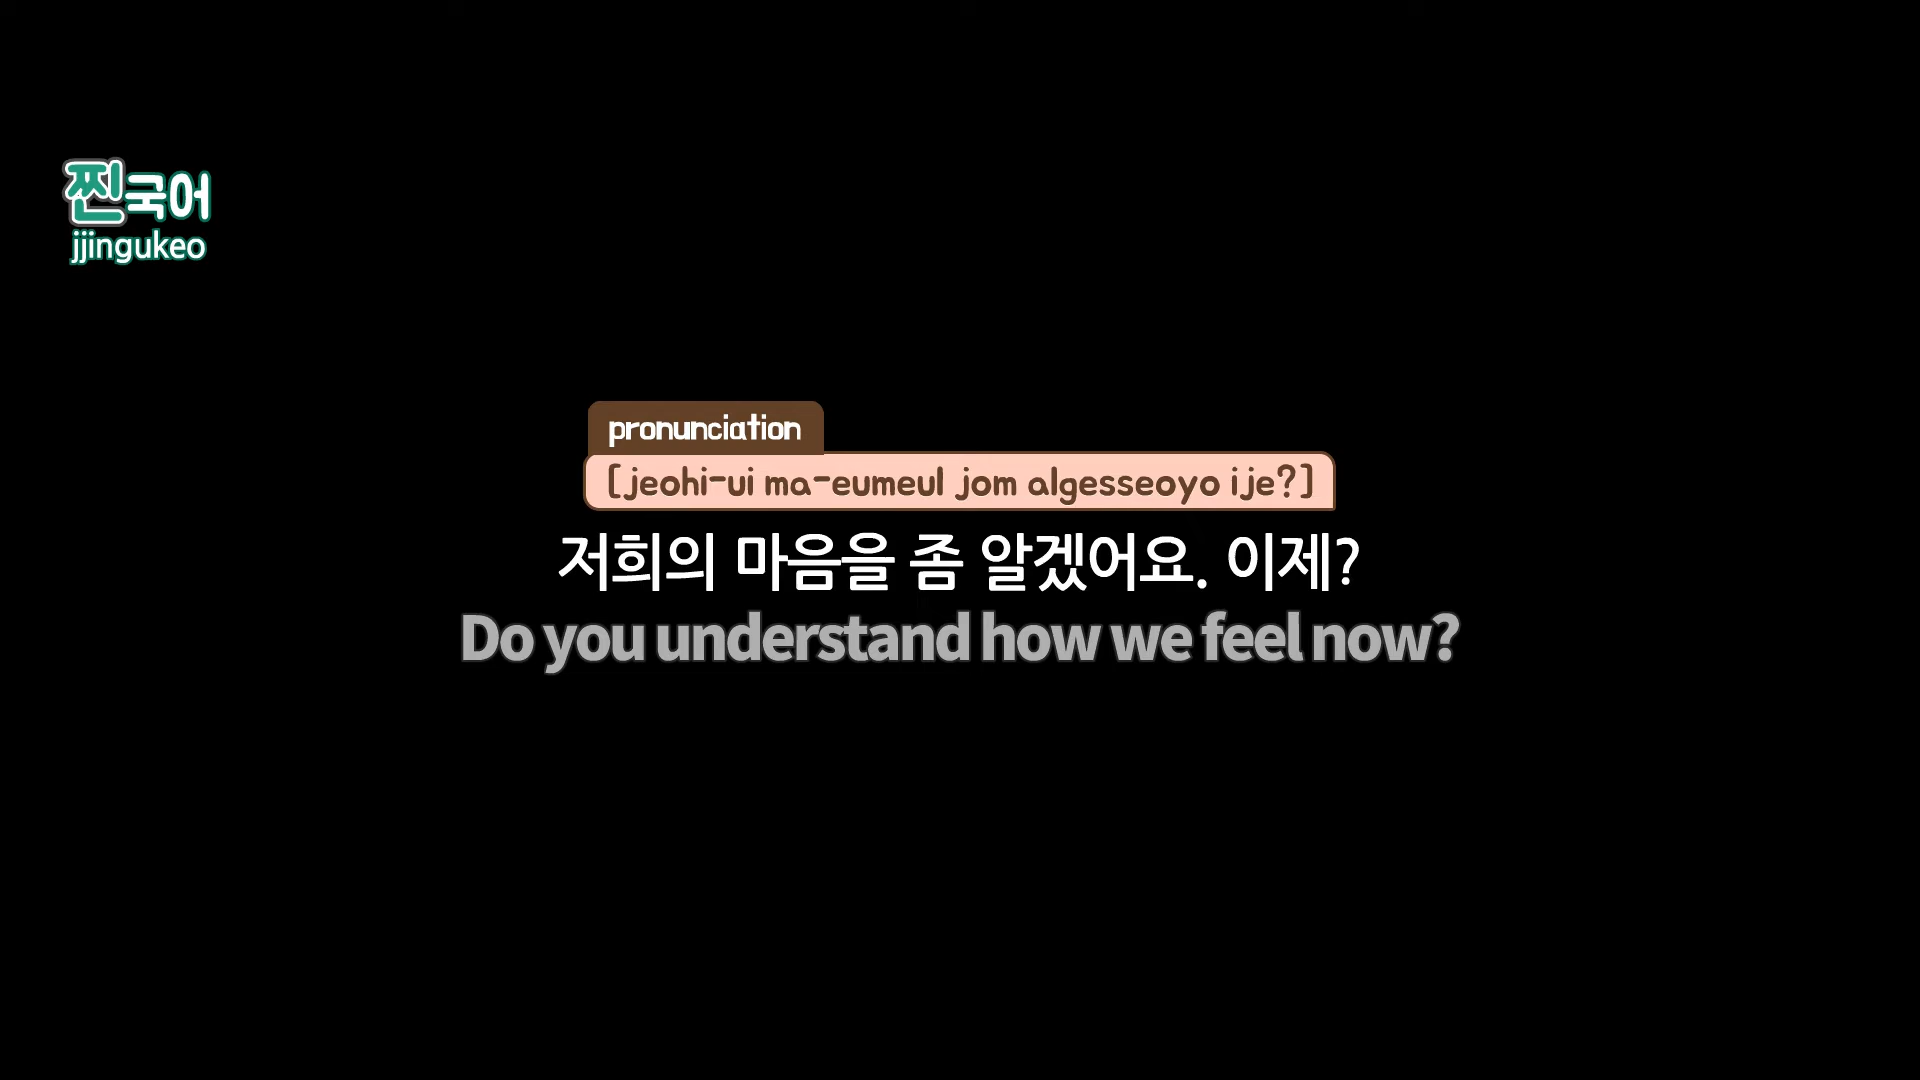 찐국어
jjingukeo
pronunciation
[jeohi-ui ma-eumeul jom algesseoyo ije?]
저희의 마음을 좀 알겠어요. 이제?
Do you understand how we feel now?